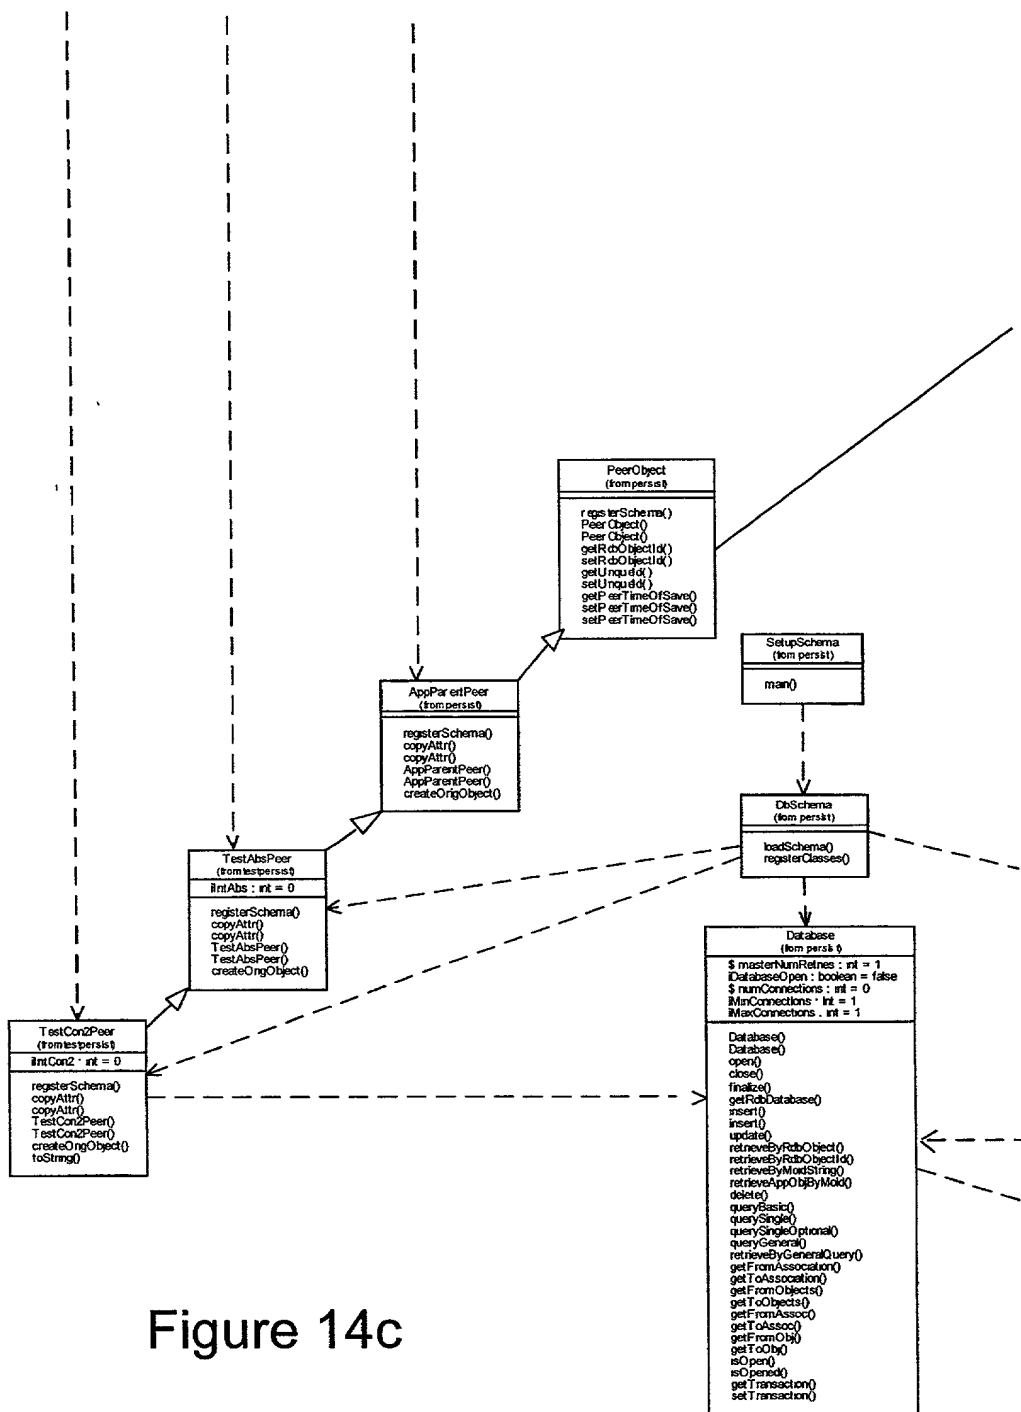 PeerObject
(from persist)
registerSchema()
PeerObject()
PeerObject()
getRdbObjectId()
setRdbObjectId()
getUniqueId()
setUniqueId()
getPeerTimeOfSave()
setPeerTimeOfSave()
setPeerTimeOfSave()
SetupSchema
(from persist)
main()
AppParentPeer
(from persist)
registerSchema()
copyAttr()
copyAttr()
AppParentPeer()
AppParentPeer()
createOrigObject()
DbSchema
(from persist)
loadSchema()
registerClasses()
TestAbsPeer
(from testpersist)
iIntAbs : int = 0
registerSchema()
copyAttr()
copyAttr()
TestAbsPeer()
TestAbsPeer()
createOrigObject()
Database
(from persist)
$ masterNumRetries : int = 1
iDatabaseOpen : boolean = false
$ numConnections : int = 0
iMinConnections : int = 1
iMaxConnections : int = 1
Database()
Database()
open()
close()
finalize()
getRdbDatabase()
insert()
insert()
update()
retrieveByRdbObject()
retrieveByRdbObjectId()
retrieveByMoidString()
retrieveAppObjByMoid()
delete()
queryBasic()
querySingle()
querySingleOptional()
queryGeneral()
retrieveByGeneralQuery()
getFromAssociation()
getToAssociation()
getFromObjects()
getToObjects()
getFromAssoc()
getToAssoc()
getFromObj()
getToObj()
isOpen()
isOpened()
getTransaction()
setTransaction()
TestCon2Peer
(from testpersist)
iIntCon2 : int = 0
registerSchema()
copyAttr()
copyAttr()
TestCon2Peer()
TestCon2Peer()
createOrigObject()
toString()
Figure 14c